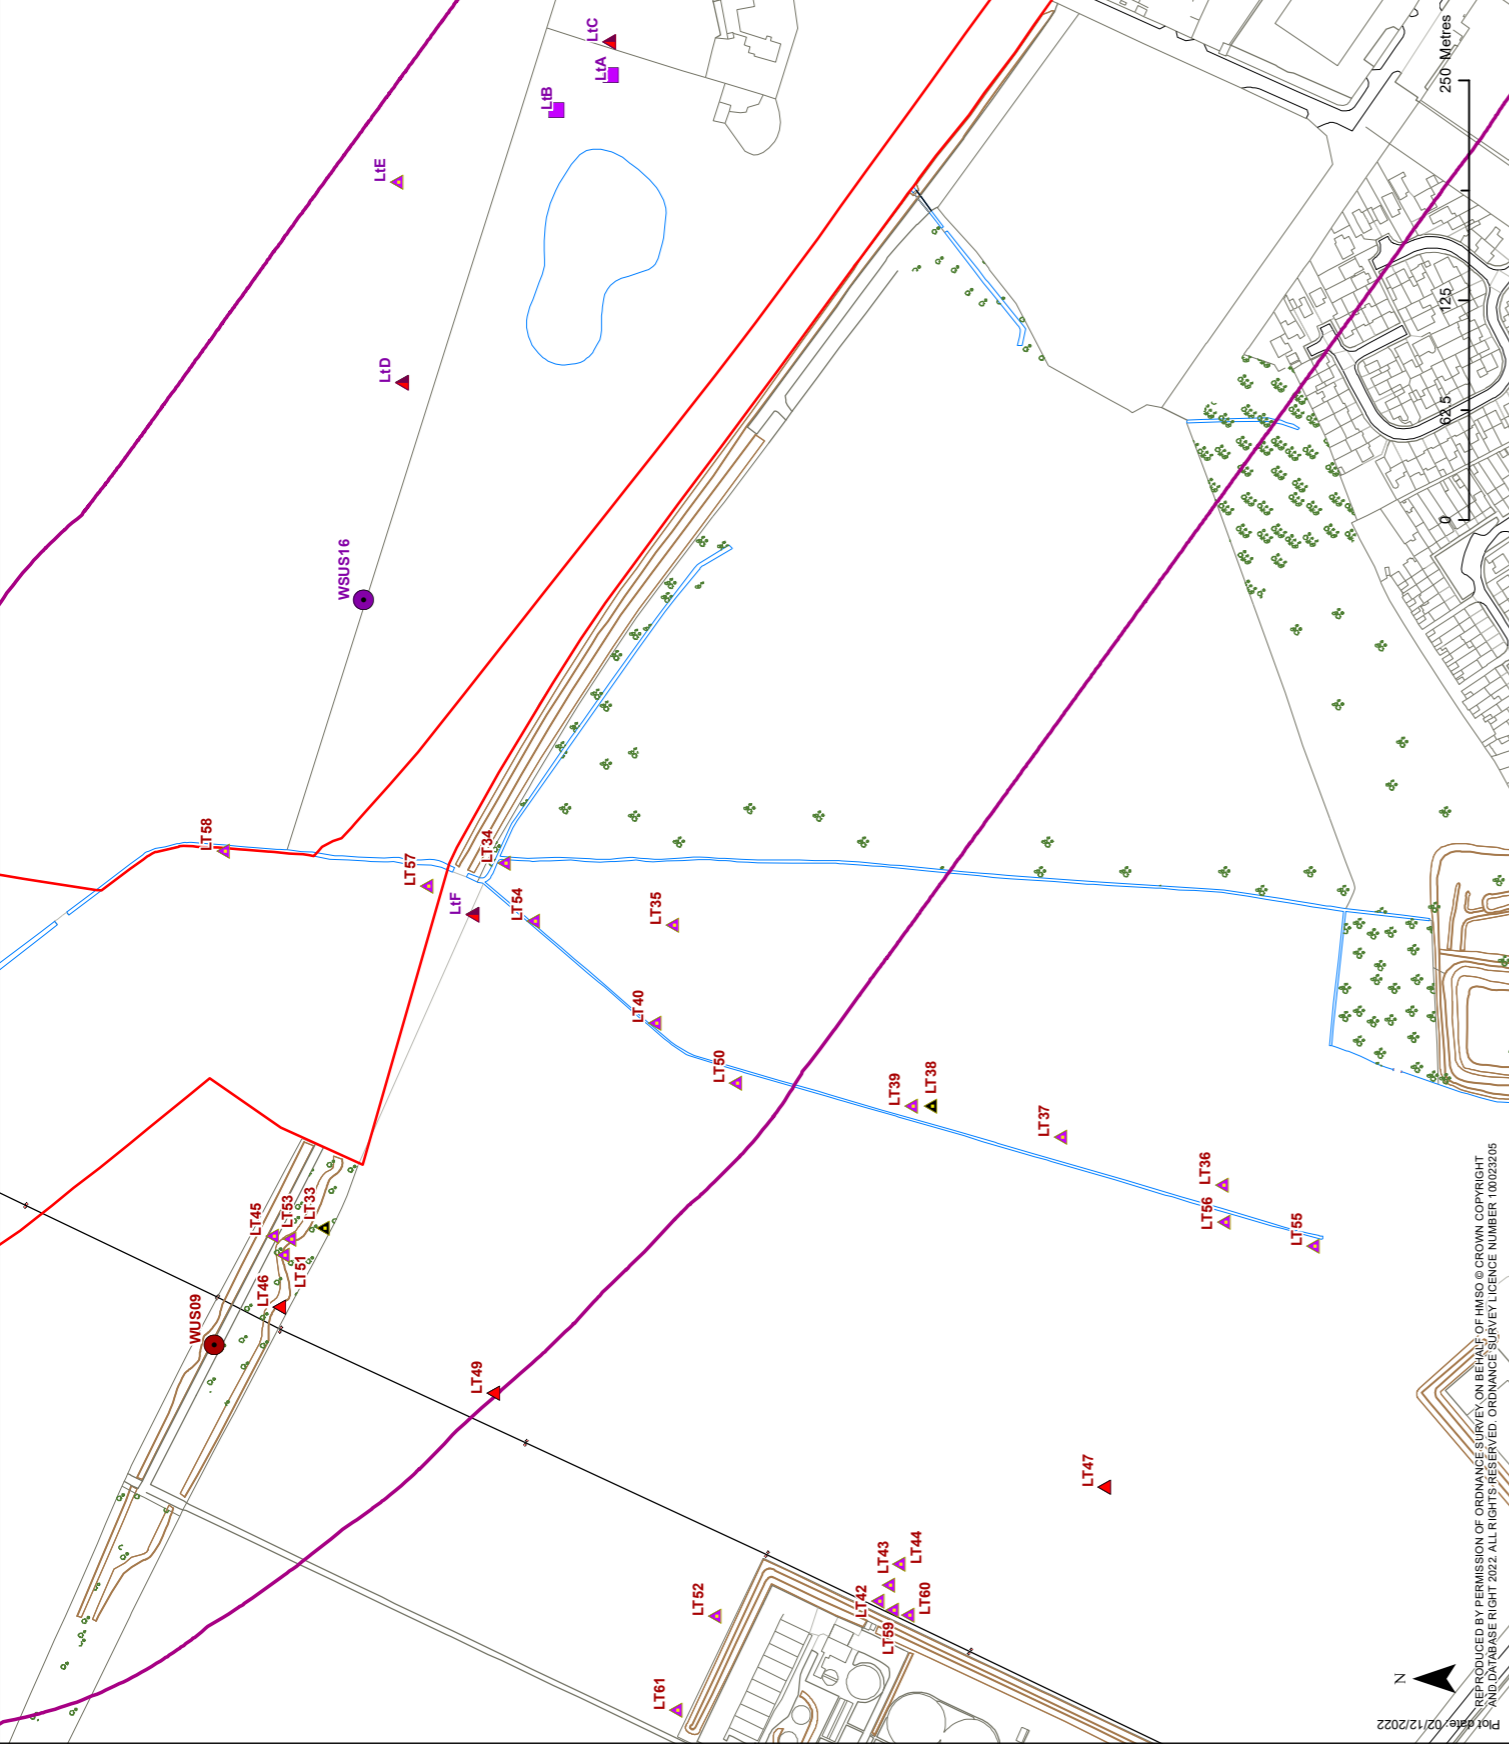 LtC
LtA
LtB
LtE
LtD
WSUS16
LT58
LT57
LT34
LtF
LT54
LT35
LT40
LT50
LT39
LT38
LT37
LT36
LT56
LT55
LT45
LT53
LT33
LT51
LT46
WUS09
LT49
LT47
LT52
LT43
LT44
LT42
LT60
LT59
LT61
0 62.5 125 250 Metres
N
REPRODUCED BY PERMISSION OF ORDNANCE SURVEY ON BEHALF OF HMSO © CROWN COPYRIGHT
AND DATABASE RIGHT 2022. ALL RIGHTS RESERVED. ORDNANCE SURVEY LICENCE NUMBER 100023205
Plot date: 02/12/2022